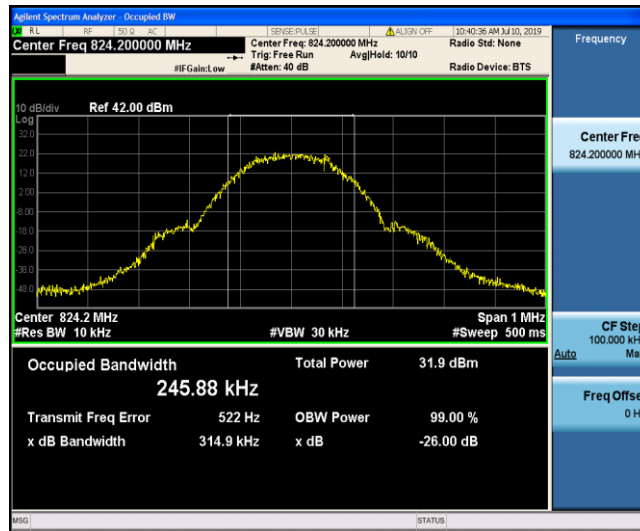 Agilent Spectrum Analyzer - Occupied BW
RL RF 50 Ω AC SENSE:PULSE ALIGN OFF 10:40:36 AM Jul 10, 2019
Center Freq 824.200000 MHz
Center Freq: 824.200000 MHz
Radio Std: None
Trig: Free Run Avg|Hold: 10/10
#IFGain:Low
#Atten: 40 dB
Radio Device: BTS
10 dB/div Ref 42.00 dBm
Log
32.0
22.0
12.0
2.00
-8.00
-18.0
-28.0
-38.0
-48.0
Center 824.2 MHz
Span 1 MHz
#Res BW 10 kHz
#VBW 30 kHz
#Sweep 500 ms
Occupied Bandwidth
245.88 kHz
Total Power 31.9 dBm
Transmit Freq Error 522 Hz
OBW Power 99.00 %
x dB Bandwidth 314.9 kHz
x dB -26.00 dB
Frequency
Center Fre
824.200000 MH
CF Step
100.000 kH
Auto Ma
Freq Offse
0 H
MSG
STATUS